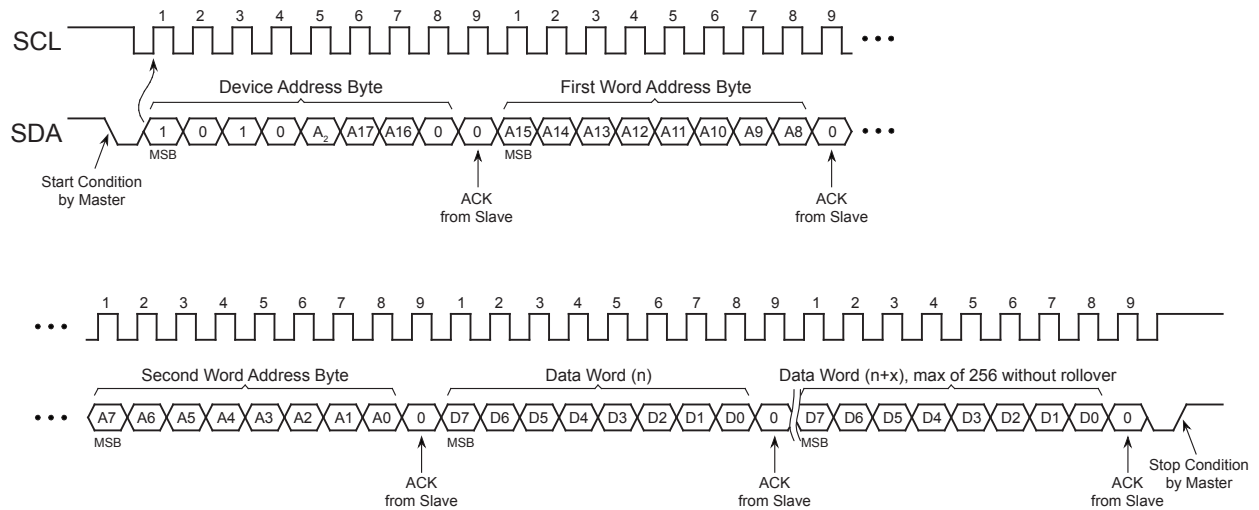 1 2 3 4 5 6 7 8 9 1 2 3 4 5 6 7 8 9
SCL
Device Address Byte First Word Address Byte
SDA 1 0 1 0 A2 A17 A16 0 0 A15 A14 A13 A12 A11 A10 A9 A8 0
MSB MSB
Start Condition
by Master
ACK
from Slave
ACK
from Slave
1 2 3 4 5 6 7 8 9 1 2 3 4 5 6 7 8 9 1 2 3 4 5 6 7 8 9
Second Word Address Byte Data Word (n) Data Word (n+x), max of 256 without rollover
A7 A6 A5 A4 A3 A2 A1 A0 0 D7 D6 D5 D4 D3 D2 D1 D0 0 D7 D6 D5 D4 D3 D2 D1 D0 0
MSB MSB MSB
ACK
from Slave
ACK
from Slave
ACK
from Slave
Stop Condition
by Master